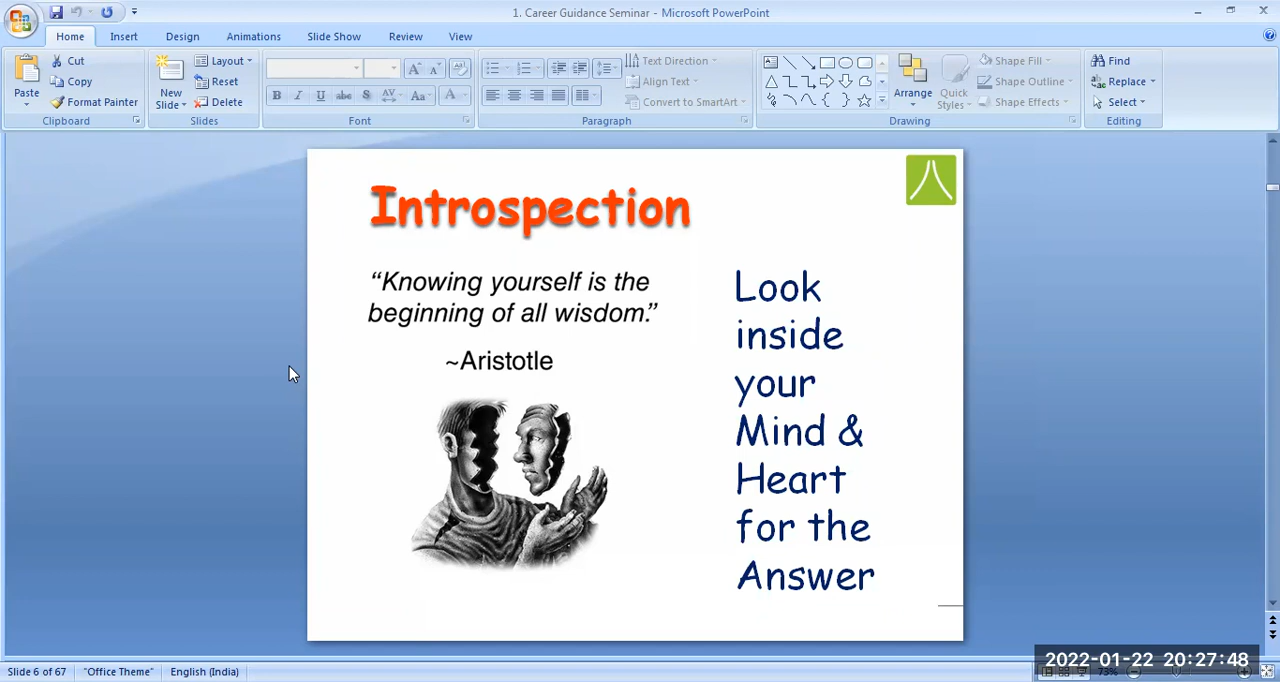 1. Career Guidance Seminar - Microsoft PowerPoint
Home Insert Design Animations Slide Show Review View
Paste
Cut
Copy
Format Painter
Clipboard
New
Slide
Layout
Reset
Delete
Slides
B I U abc S AV Aa A
Font
Text Direction
Align Text
Convert to SmartArt
Paragraph
Arrange
Quick
Styles
Shape Fill
Shape Outline
Shape Effects
Drawing
Find
Replace
Select
Editing
Introspection
“Knowing yourself is the
beginning of all wisdom.”
~Aristotle
Look
inside
your
Mind &
Heart
for the
Answer
Slide 6 of 67 "Office Theme" English (India)
73%
2022-01-22 20:27:48